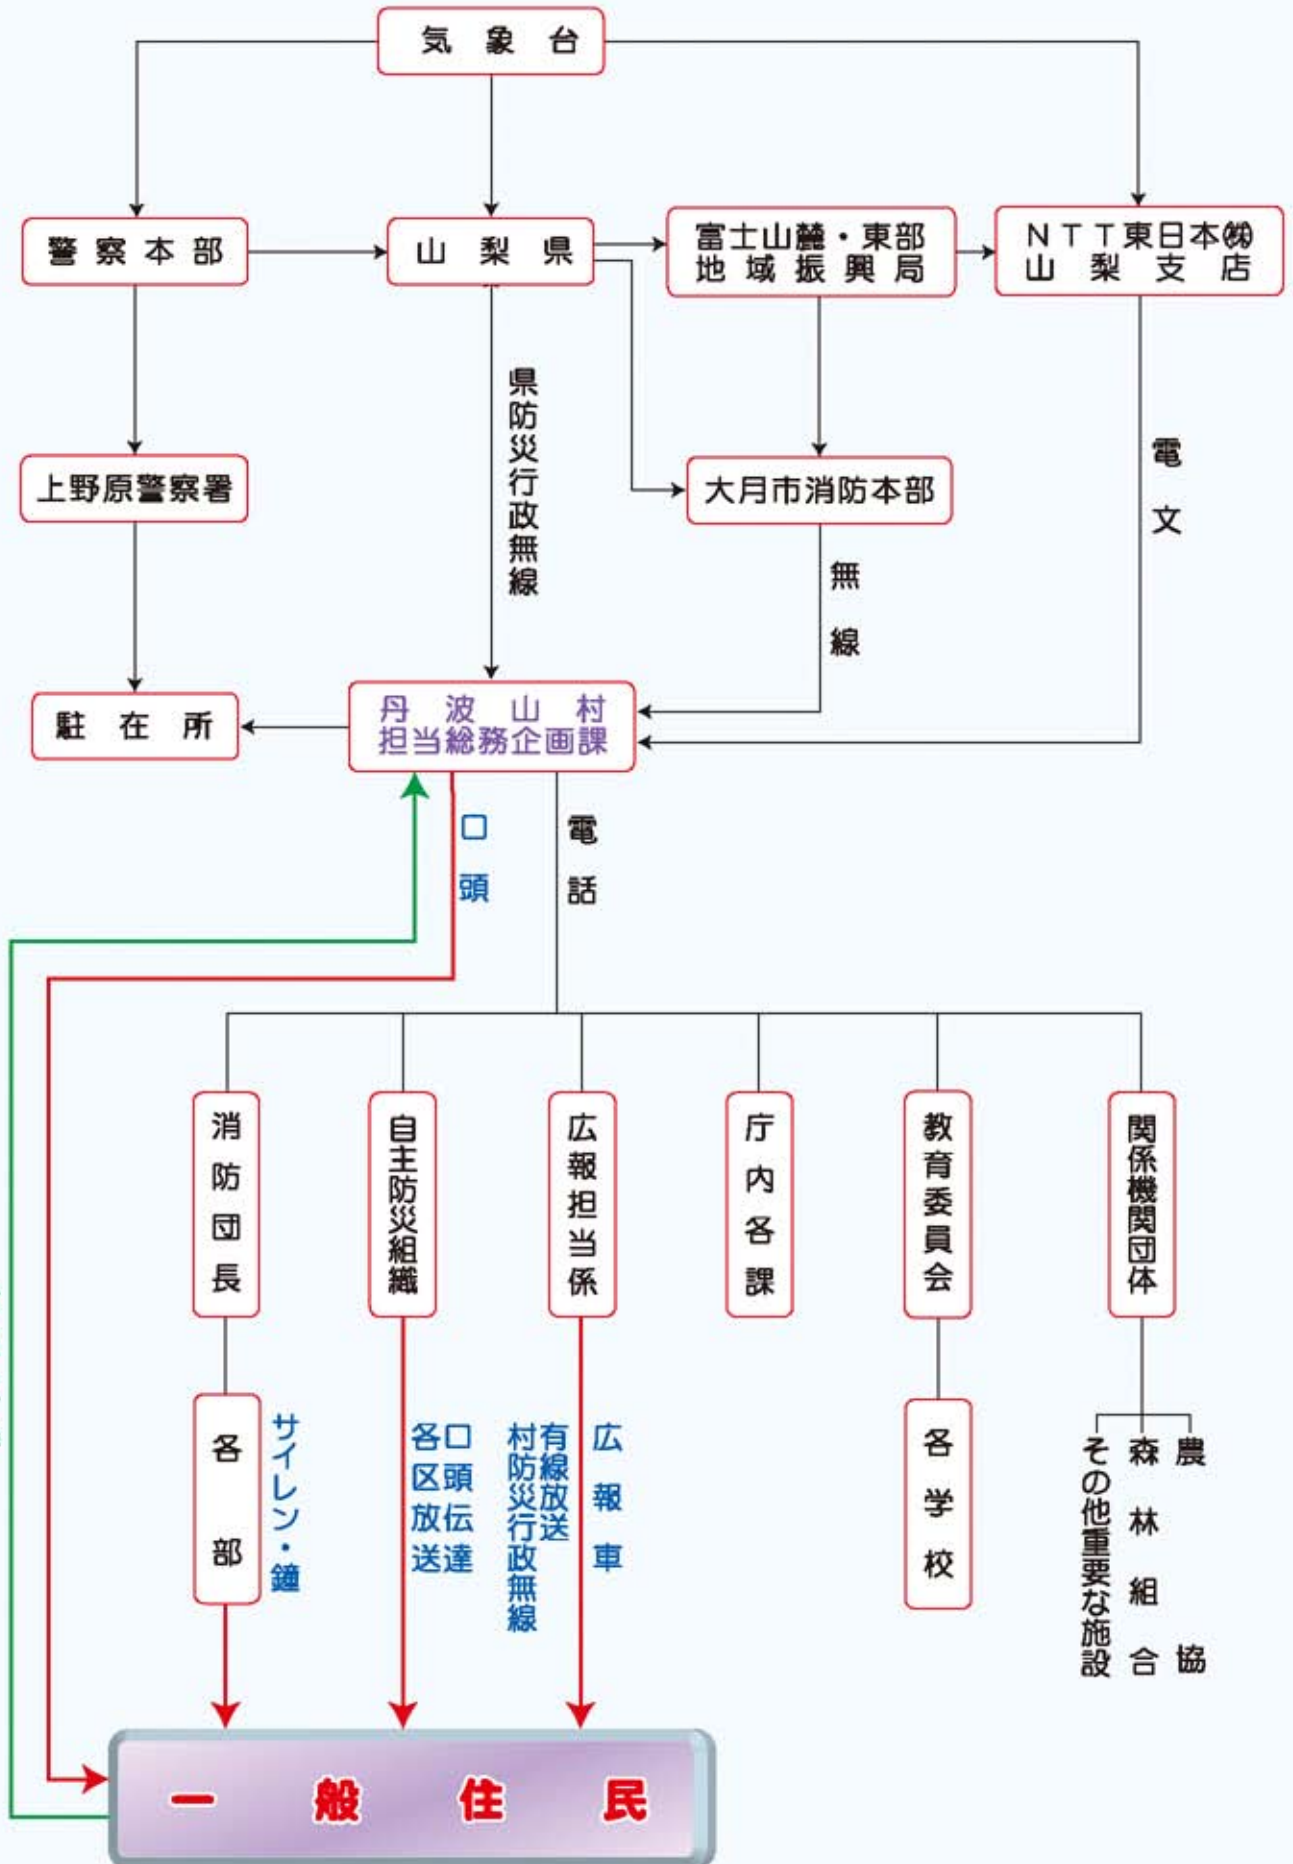 気象台
警察本部
山梨県
富士山麓・東部
地域振興局
NTT東日本㈱
山梨支店
県防災行政無線
電文
上野原警察署
大月市消防本部
無線
駐在所
丹波山村
担当総務企画課
口頭
電話
消防団長
自主防災組織
広報担当係
庁内各課
教育委員会
関係機関団体
各部
サイレン・鐘
口頭伝達
各区放送
広報車
有線放送
村防災行政無線
各学校
農協
森林組合
その他重要な施設
一般住民